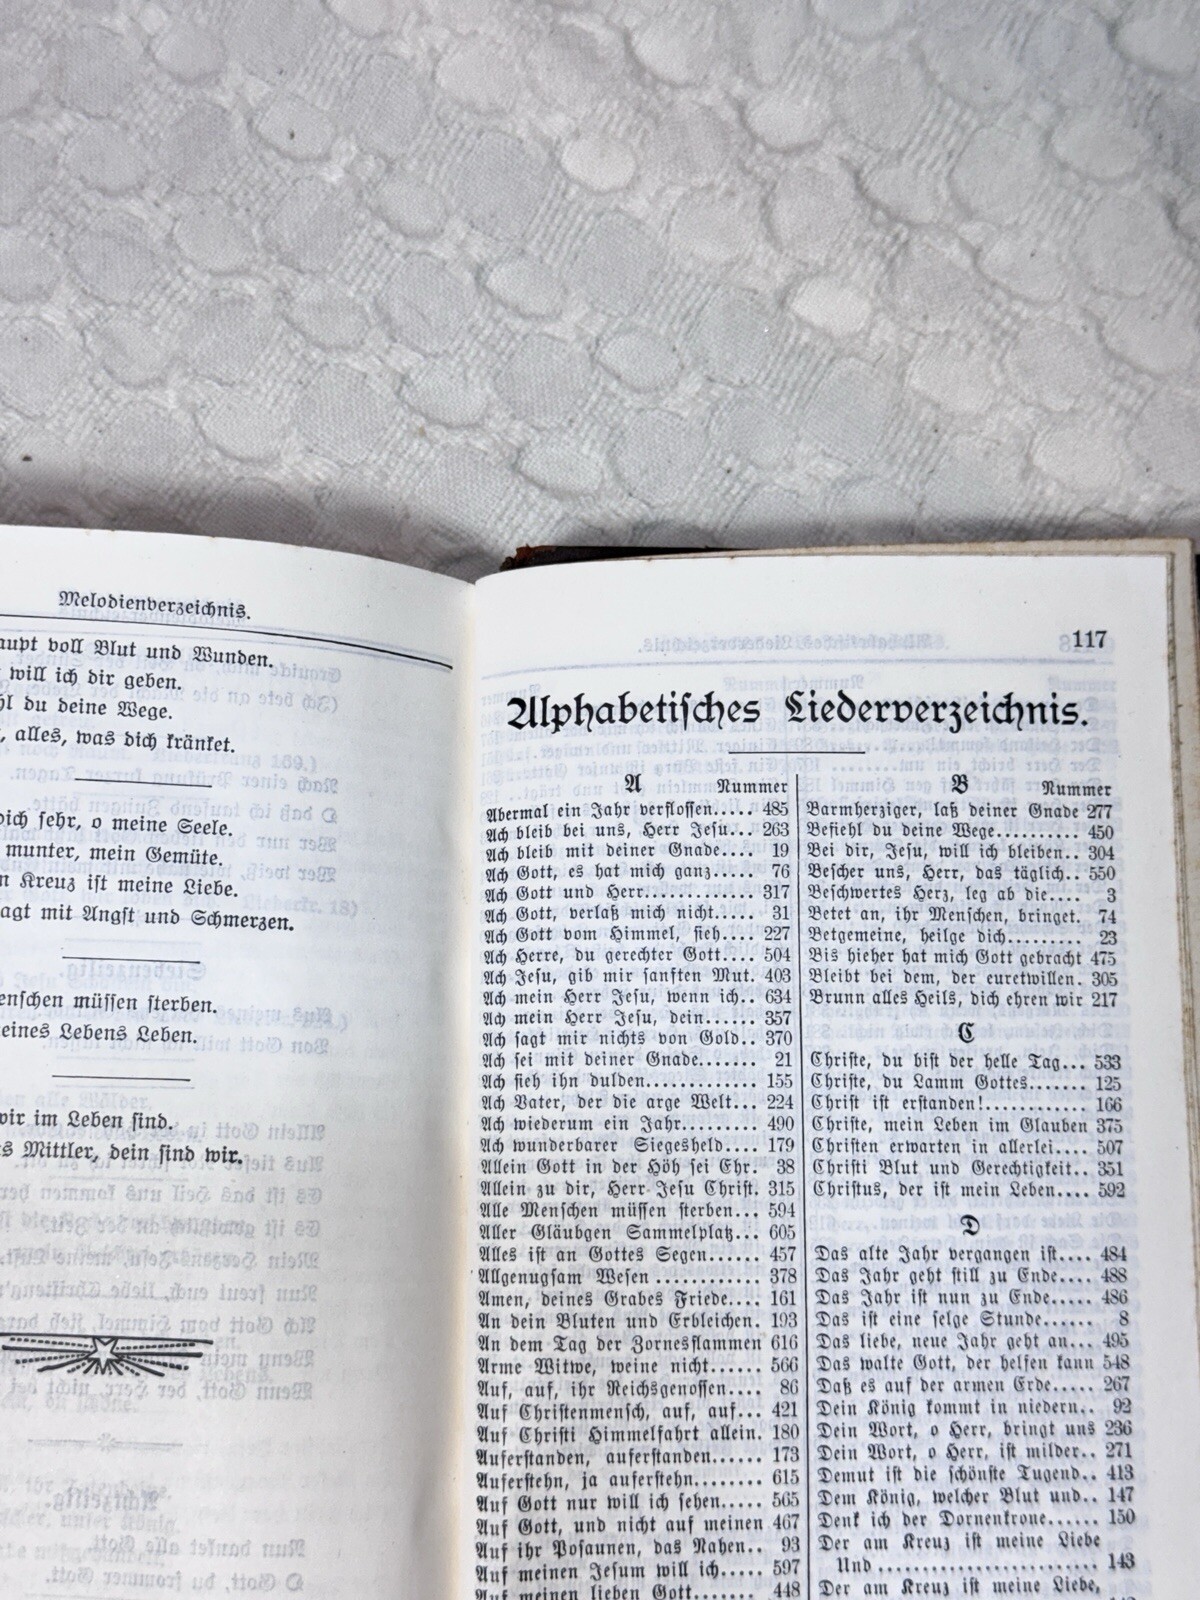 Melodienverzeichnis.
voll Blut und Wunden.
will ich dir geben.
du deine Wege.
alles, was dich kränket.
sehr, o meine Seele.
munter, mein Gemüte.
Kreuz ist meine Liebe.
mit Angst und Schmerzen.
müssen sterben.
Lebens Leben.
wir im Leben sind.
Mittler, dein sind wir.
117
Alphabetisches Liederverzeichnis.
A Nummer
Abermal ein Jahr verflossen..... 485
Ach bleib bei uns, Herr Jesu.... 263
Ach bleib mit deiner Gnade.... 19
Ach Gott, es hat mich ganz..... 76
Ach Gott und Herr............. 317
Ach Gott, verlaß mich nicht.... 31
Ach Gott vom Himmel, sieh.... 227
Ach Herre, du gerechter Gott.... 504
Ach Jesu, gib mir sanften Mut. 403
Ach mein Herr Jesu, wenn ich.. 634
Ach mein Herr Jesu, dein...... 357
Ach sagt mir nichts von Gold.. 370
Ach sei mit deiner Gnade...... 21
Ach sieh ihn dulden............ 155
Ach Vater, der die arge Welt... 224
Ach wiederum ein Jahr......... 490
Ach wunderbarer Siegesheld.... 179
Allein Gott in der Höh sei Ehr. 38
Allein zu dir, Herr Jesu Christ. 315
Alle Menschen müssen sterben... 594
Aller Gläubgen Sammelplatz... 605
Alles ist an Gottes Segen...... 457
Allgenugsam Wesen ............ 378
Amen, deines Grabes Friede.... 161
An dein Bluten und Erbleichen. 193
An dem Tag der Zornesflammen 616
Arme Witwe, weine nicht...... 566
Auf, auf, ihr Reichsgenossen.... 86
Auf Christenmensch, auf, auf... 421
Auf Christi Himmelfahrt allein. 180
Auferstanden, auferstanden...... 173
Auferstehn, ja auferstehn....... 615
Auf Gott nur will ich sehen..... 565
Auf Gott, und nicht auf meinen 467
Auf ihr Posaunen, das Nahen.. 93
Auf meinen Jesum will ich..... 597
Auf meinen lieben Gott....... 448
B Nummer
Barmherziger, laß deiner Gnade 277
Befiehl du deine Wege.......... 450
Bei dir, Jesu, will ich bleiben.. 304
Bescher uns, Herr, das täglich.. 550
Beschwertes Herz, leg ab die.... 3
Betet an, ihr Menschen, bringet. 74
Betgemeine, heilge dich......... 23
Bis hieher hat mich Gott gebracht 475
Bleibt bei dem, der euretwillen. 305
Brunn alles Heils, dich ehren wir 217
C
Christe, du bist der helle Tag... 533
Christe, du Lamm Gottes....... 125
Christ ist erstanden!............ 166
Christe, mein Leben im Glauben 375
Christen erwarten in allerlei.... 507
Christi Blut und Gerechtigkeit.. 351
Christus, der ist mein Leben.... 592
D
Das alte Jahr vergangen ist.... 484
Das Jahr geht still zu Ende.... 488
Das Jahr ist nun zu Ende..... 486
Das ist eine selge Stunde...... 8
Das liebe, neue Jahr geht an... 495
Das walte Gott, der helfen kann 548
Daß es auf der armen Erde..... 267
Dein König kommt in niedern.. 92
Dein Wort, o Herr, bringt uns 236
Dein Wort, o Herr, ist milder.. 271
Demut ist die schönste Tugend.. 413
Dem König, welcher Blut und.. 147
Denk ich der Dornenkrone...... 150
Der am Kreuz ist meine Liebe
Und ....................... 143
Der am Kreuz ist meine Liebe,